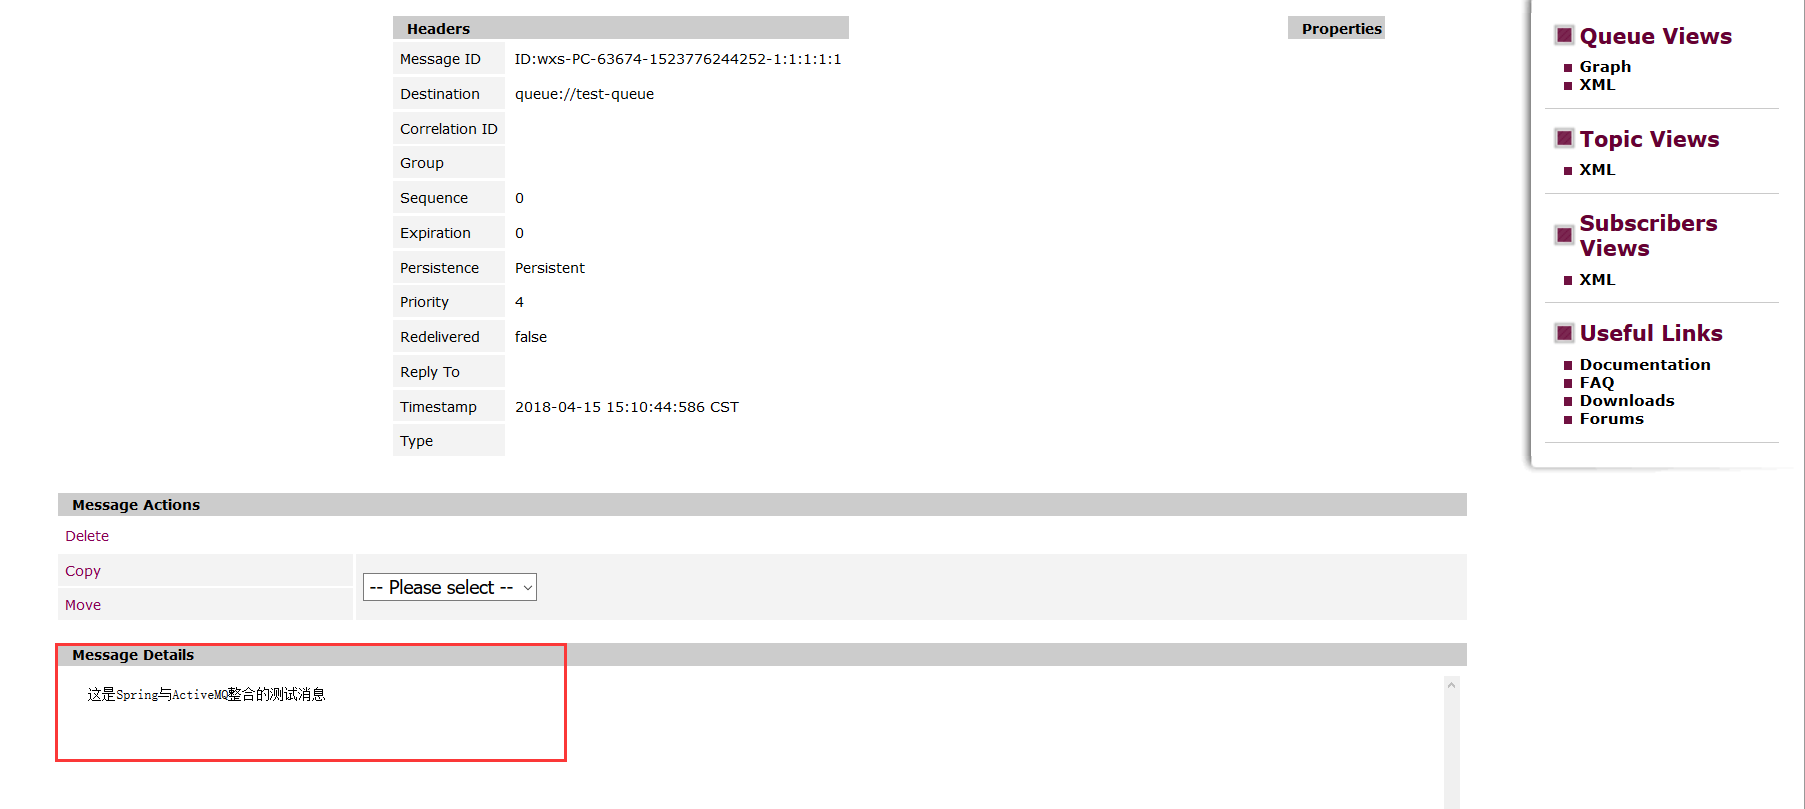 Headers
Properties
Message ID ID:wxs-PC-63674-1523776244252-1:1:1:1:1
Destination queue://test-queue
Correlation ID
Group
Sequence 0
Expiration 0
Persistence Persistent
Priority 4
Redelivered false
Reply To
Timestamp 2018-04-15 15:10:44:586 CST
Type
Message Actions
Delete
Copy
Move
-- Please select --
Message Details
这是Spring与ActiveMQ整合的测试消息
Queue Views
Graph
XML
Topic Views
XML
Subscribers
Views
XML
Useful Links
Documentation
FAQ
Downloads
Forums